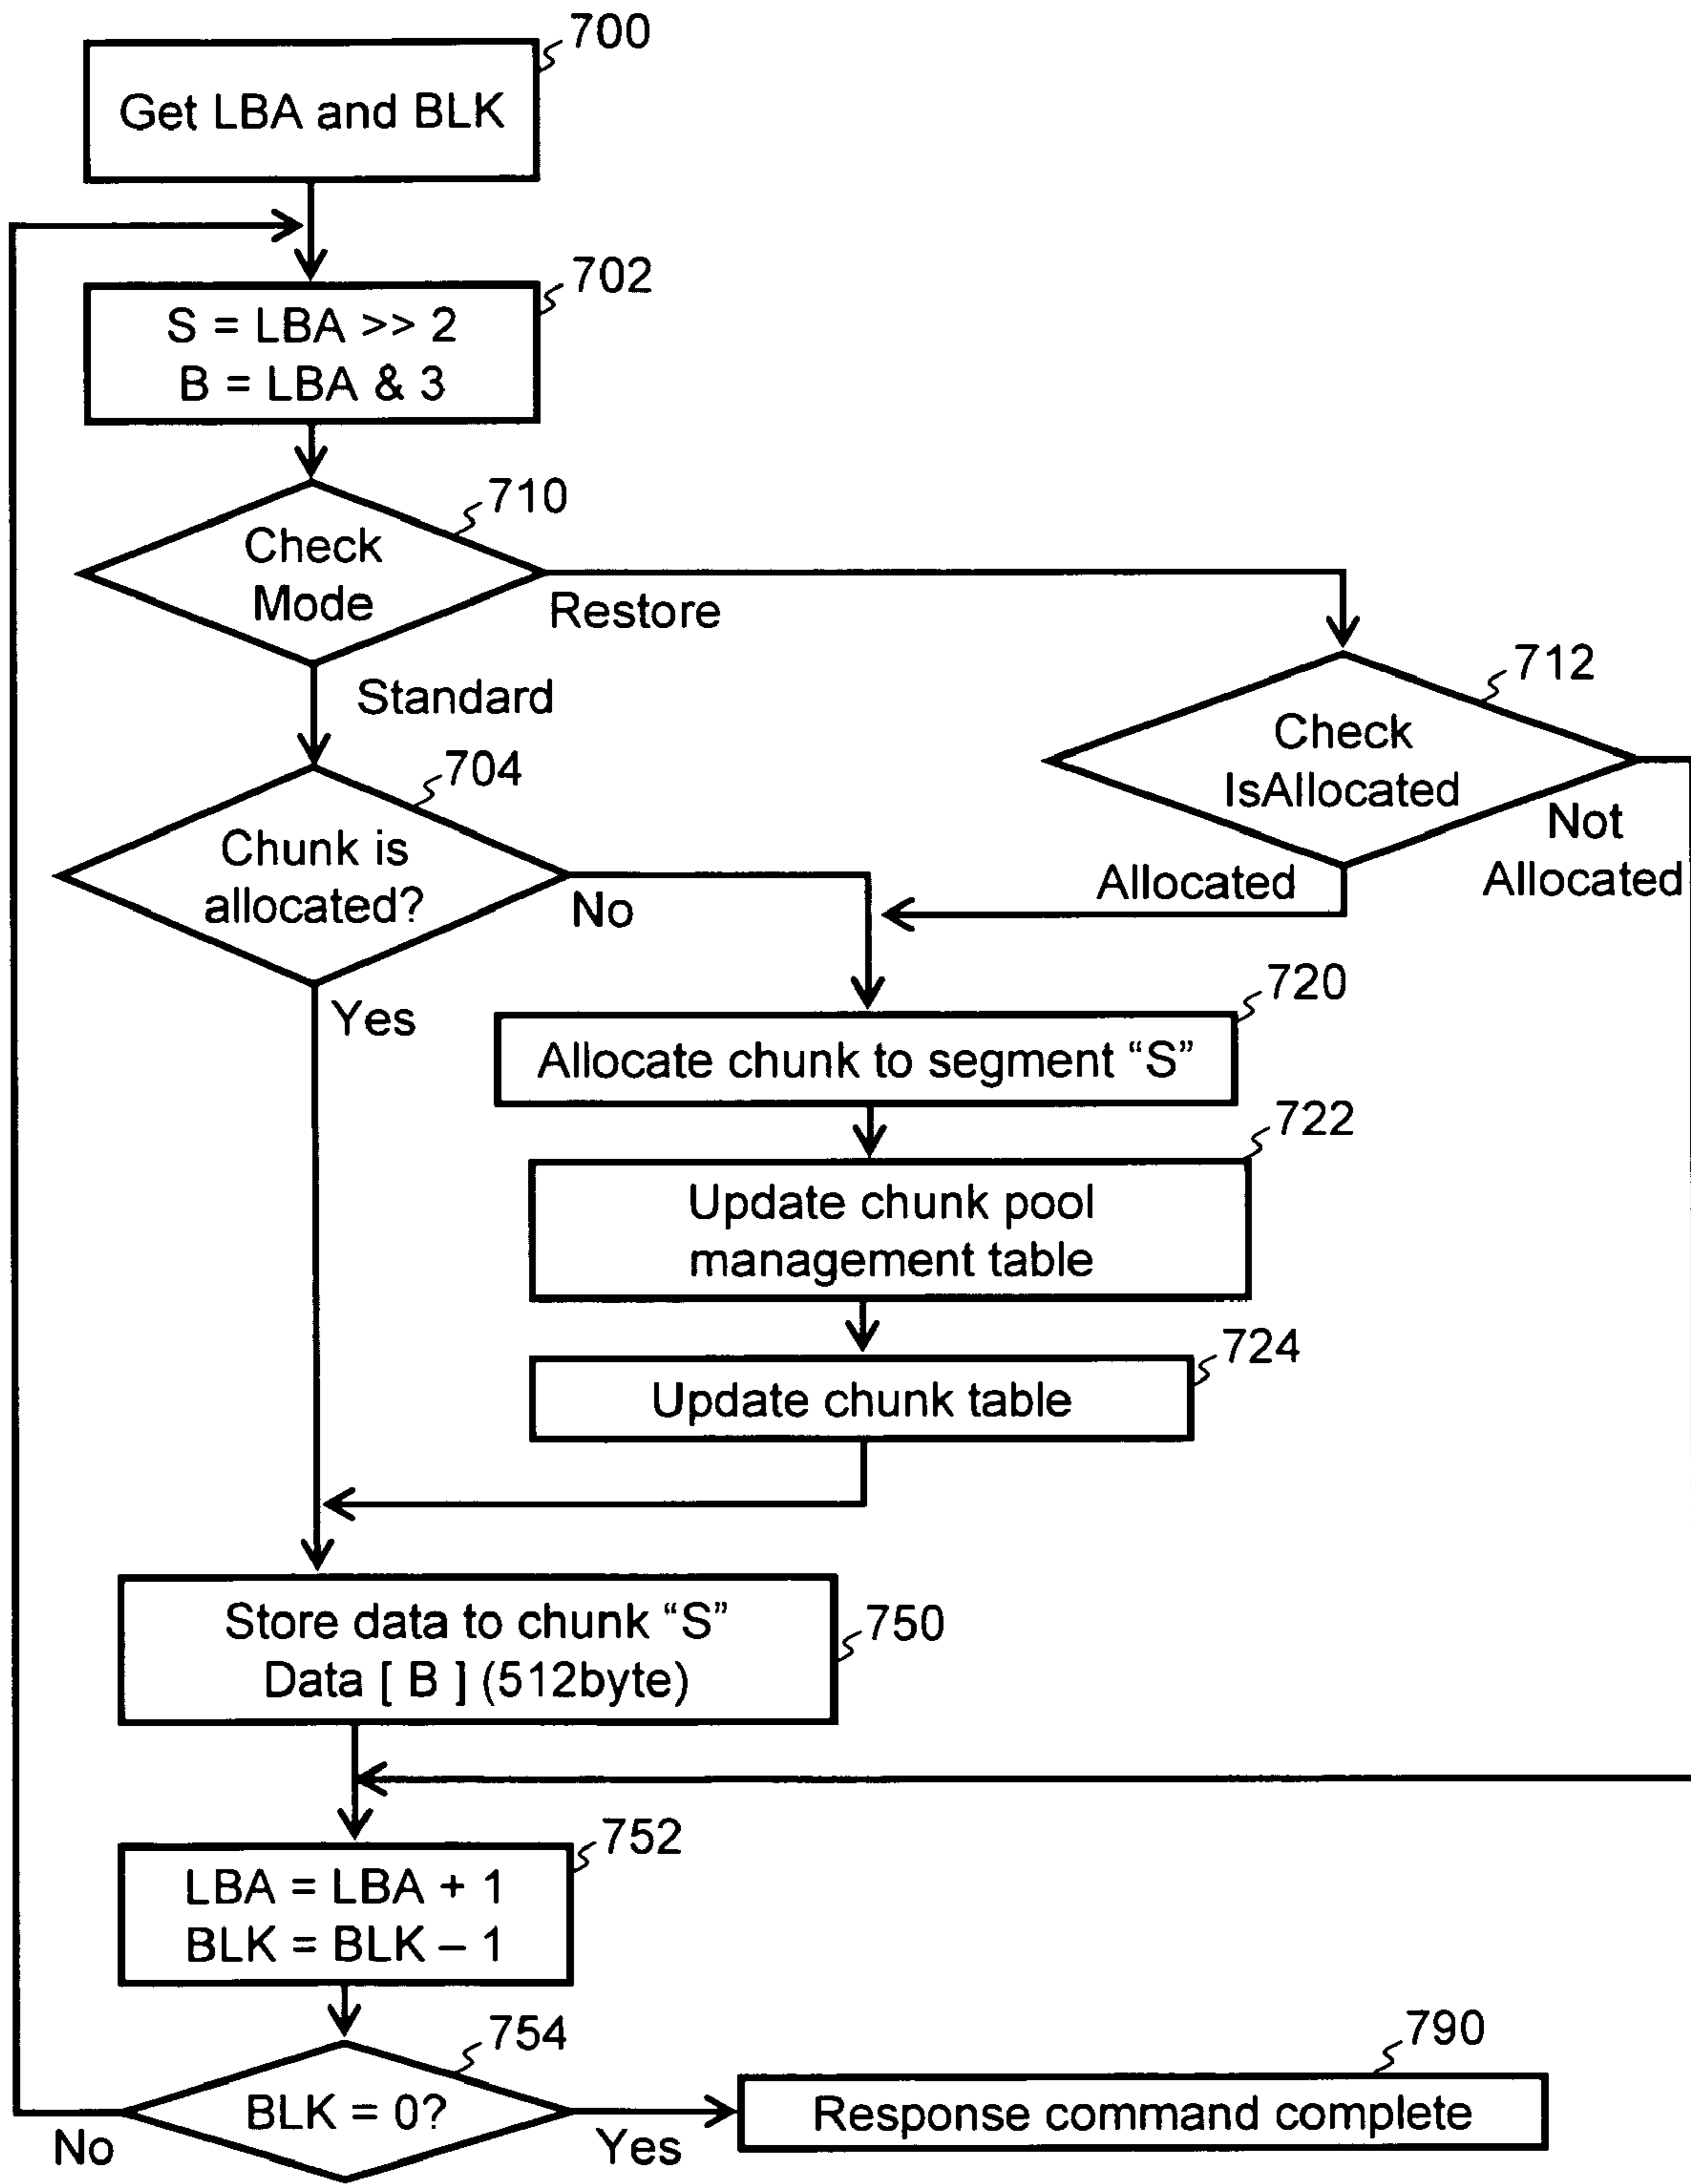 700
Get LBA and BLK
702
S = LBA >> 2
B = LBA & 3
710
Check
Mode
Restore
Standard
712
Check
IsAllocated
Not
Allocated
Allocated
704
Chunk is
allocated?
No
Yes
720
Allocate chunk to segment “S”
722
Update chunk pool
management table
724
Update chunk table
750
Store data to chunk “S”
Data [ B ] (512byte)
752
LBA = LBA + 1
BLK = BLK – 1
754
BLK = 0?
No
Yes
790
Response command complete